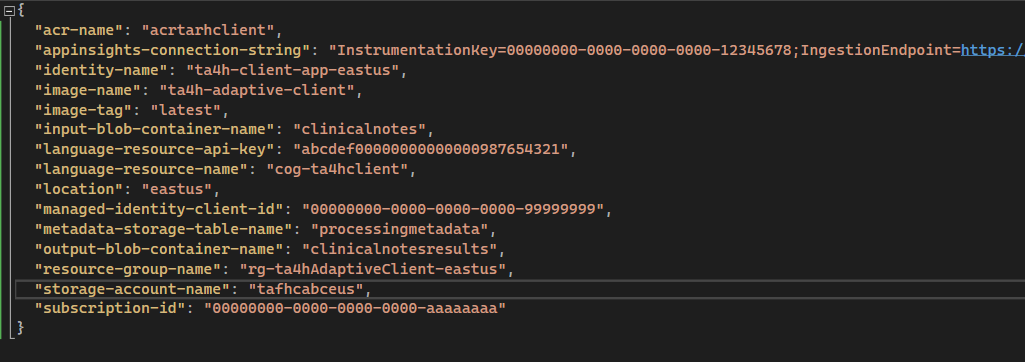 {
"acr-name": "acrtarhclient",
"appinsights-connection-string": "InstrumentationKey=00000000-0000-0000-0000-12345678;IngestionEndpoint=https:/
"identity-name": "ta4h-client-app-eastus",
"image-name": "ta4h-adaptive-client",
"image-tag": "latest",
"input-blob-container-name": "clinicalnotes",
"language-resource-api-key": "abcdef00000000000000987654321",
"language-resource-name": "cog-ta4hclient",
"location": "eastus",
"managed-identity-client-id": "00000000-0000-0000-0000-99999999",
"metadata-storage-table-name": "processingmetadata",
"output-blob-container-name": "clinicalnotesresults",
"resource-group-name": "rg-ta4hAdaptiveClient-eastus",
"storage-account-name": "tafhcabceus",
"subscription-id": "00000000-0000-0000-0000-aaaaaaaa"
}